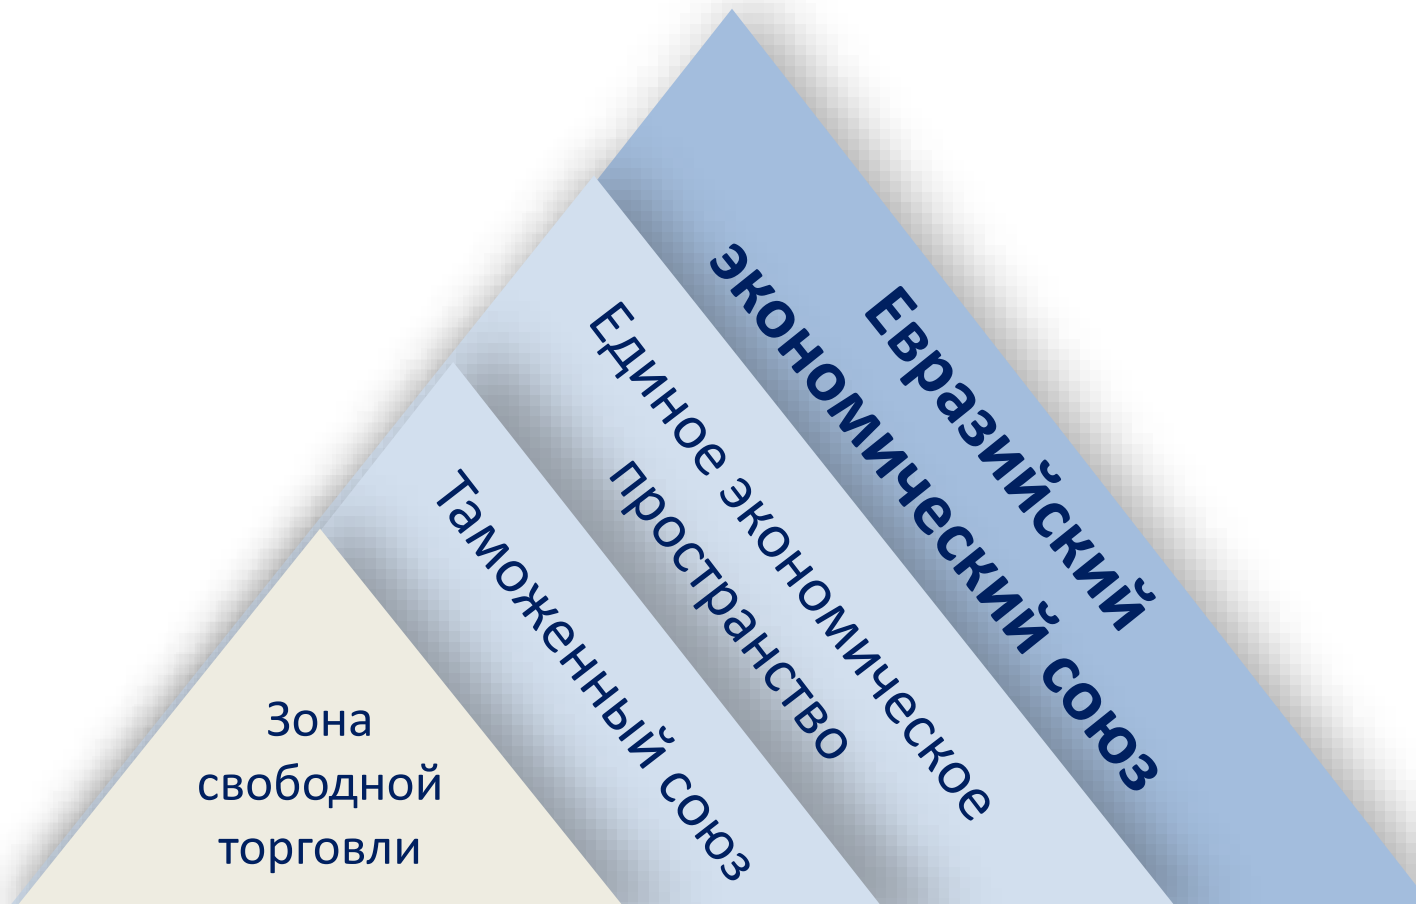 Зона
свободной
торговли
Таможенный союз
Единое экономическое
пространство
Евразийский
экономический союз